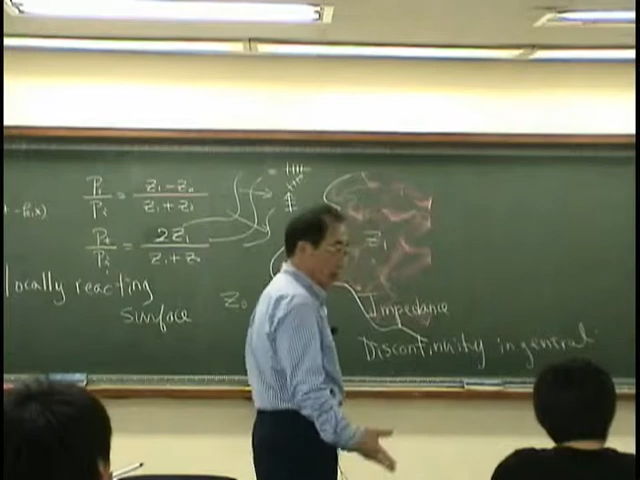 P₁/Pᵢ = Z₁-Z₀/Z₁+Z₀
Pₜ/Pᵢ = 2Z₁/Z₁+Z₀
Z₁
locally reacting
surface
Z₀
Impedance
Discontinuity in general